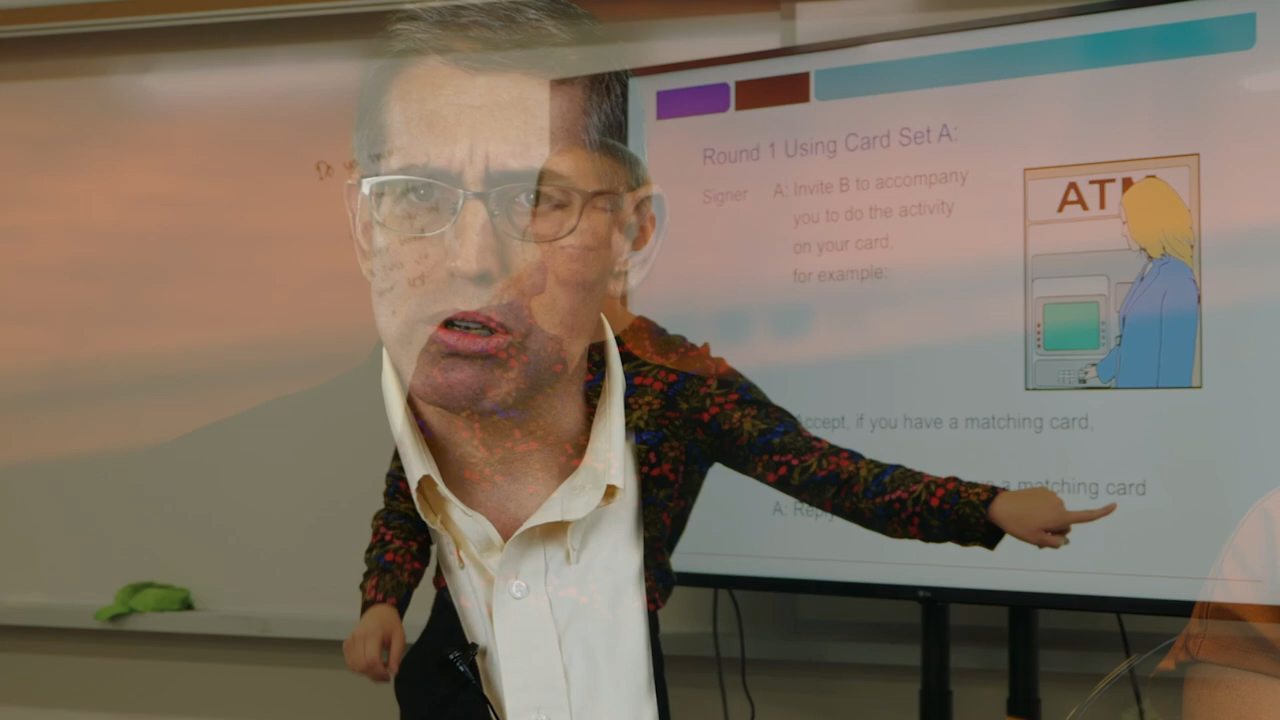 Round 1 Using Card Set A:
Signer A: Invite B to accompany
you to do the activity
on your card,
for example:
ATM
Accept, if you have a matching card,
a matching card
A: Reply
LG